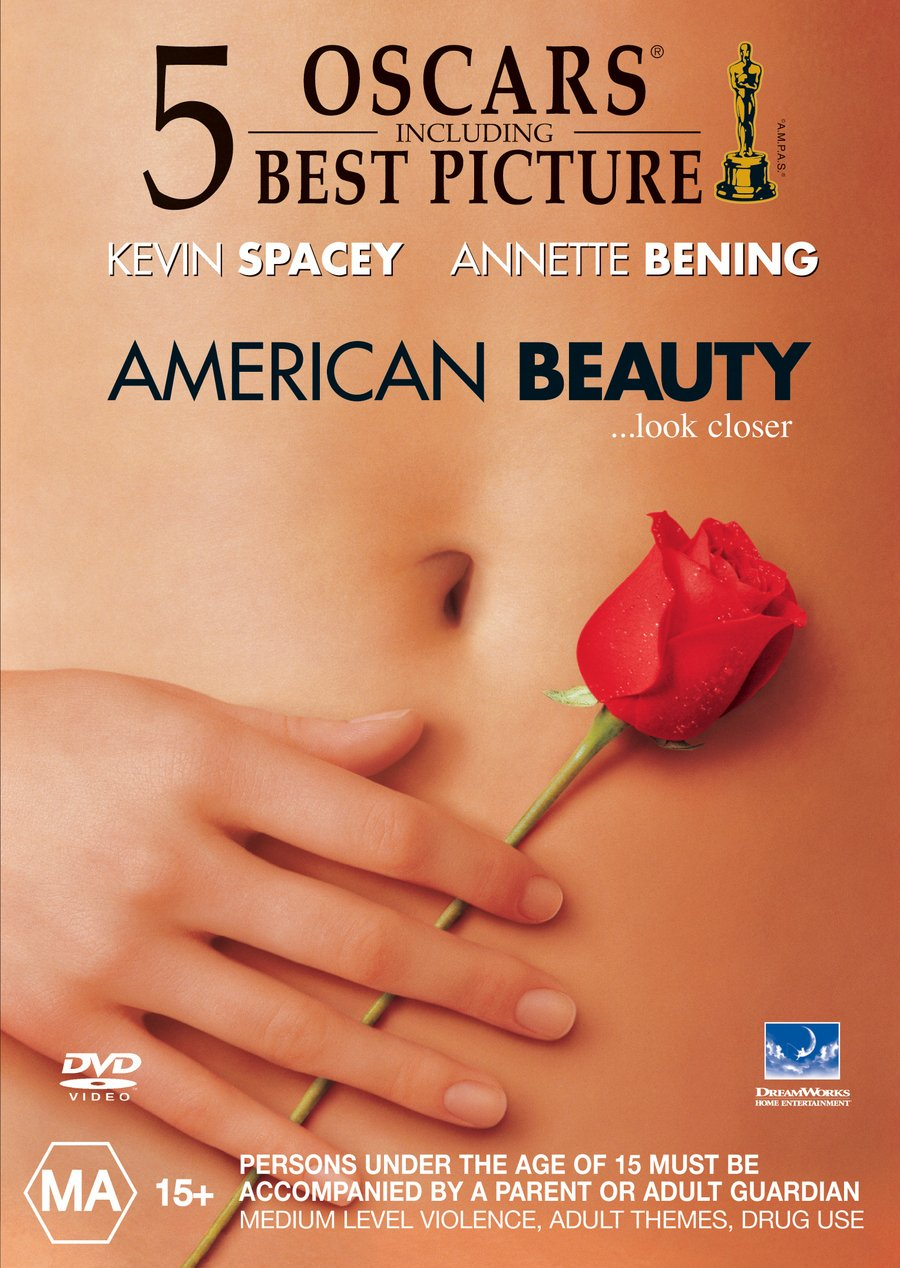 5 OSCARS®
INCLUDING
BEST PICTURE
©A.M.P.A.S.®
KEVIN SPACEY ANNETTE BENING
AMERICAN BEAUTY
...look closer
DVD
VIDEO™
DREAMWORKS
HOME ENTERTAINMENT™
MA 15+
PERSONS UNDER THE AGE OF 15 MUST BE
ACCOMPANIED BY A PARENT OR ADULT GUARDIAN
MEDIUM LEVEL VIOLENCE, ADULT THEMES, DRUG USE